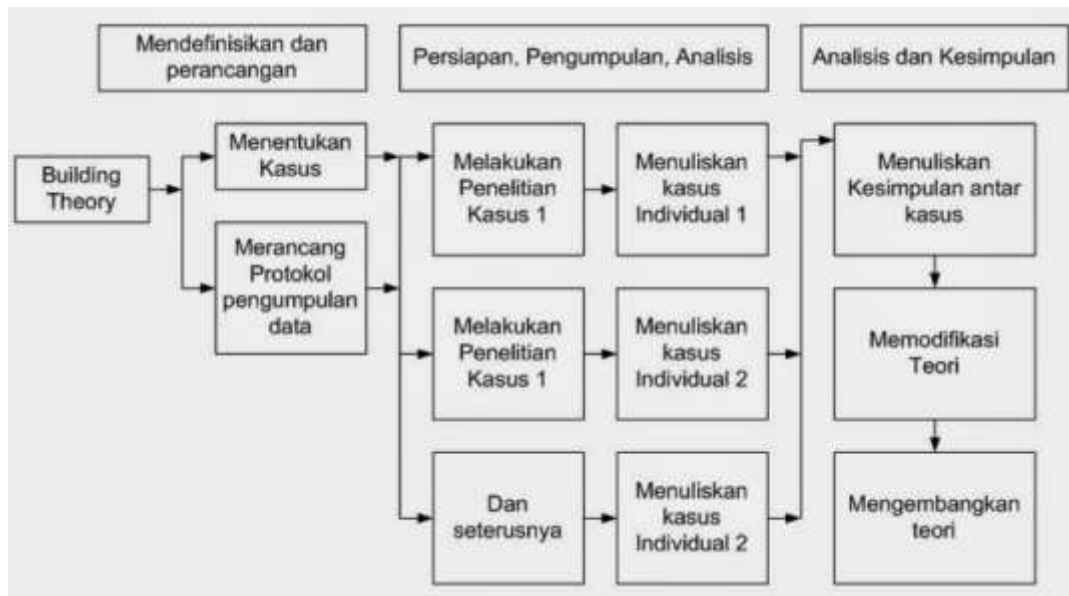 Mendefinisikan dan
perancangan
Persiapan, Pengumpulan, Analisis
Analisis dan Kesimpulan
Building
Theory
Menentukan
Kasus
Merancang
Protokol
pengumpulan
data
Melakukan
Penelitian
Kasus 1
Menuliskan
kasus
Individual 1
Menuliskan
Kesimpulan antar
kasus
Melakukan
Penelitian
Kasus 1
Menuliskan
kasus
Individual 2
Memodifikasi
Teori
Dan
seterusnya
Menuliskan
kasus
Individual 2
Mengembangkan
teori